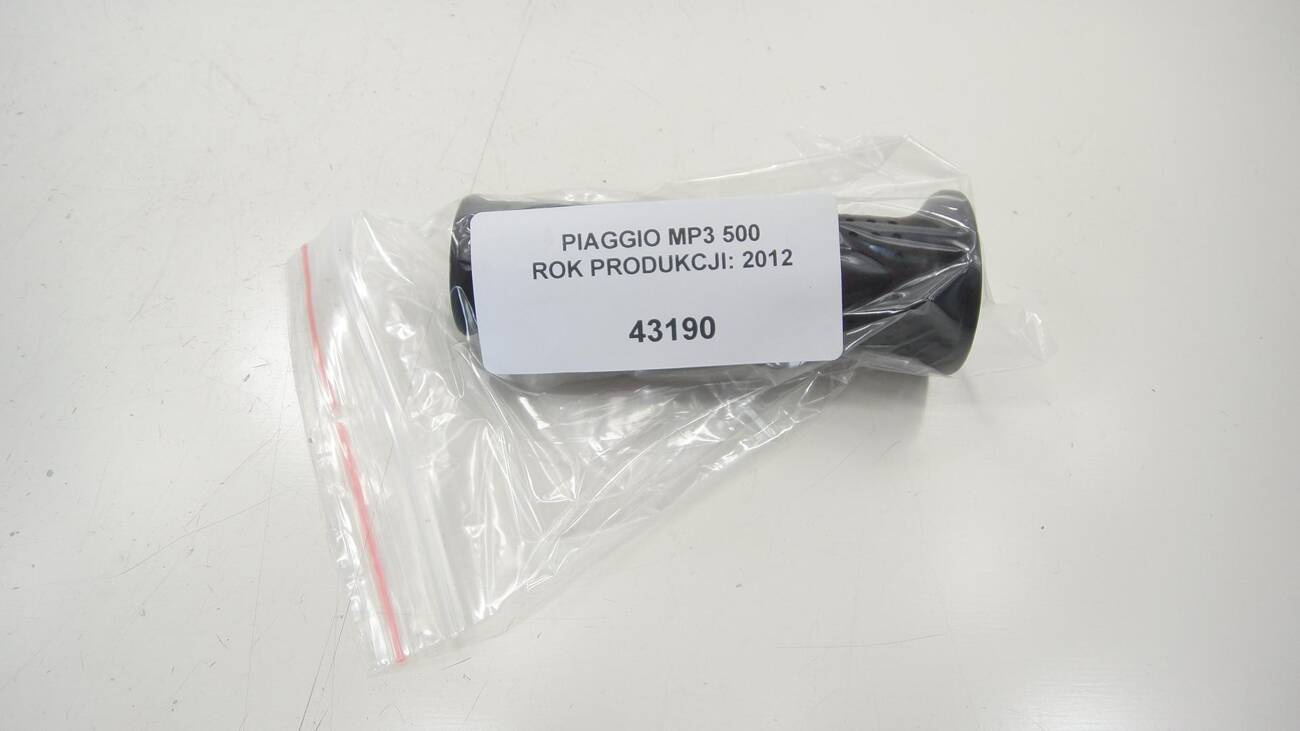 PIAGGIO MP3 500
ROK PRODUKCJI: 2012
43190